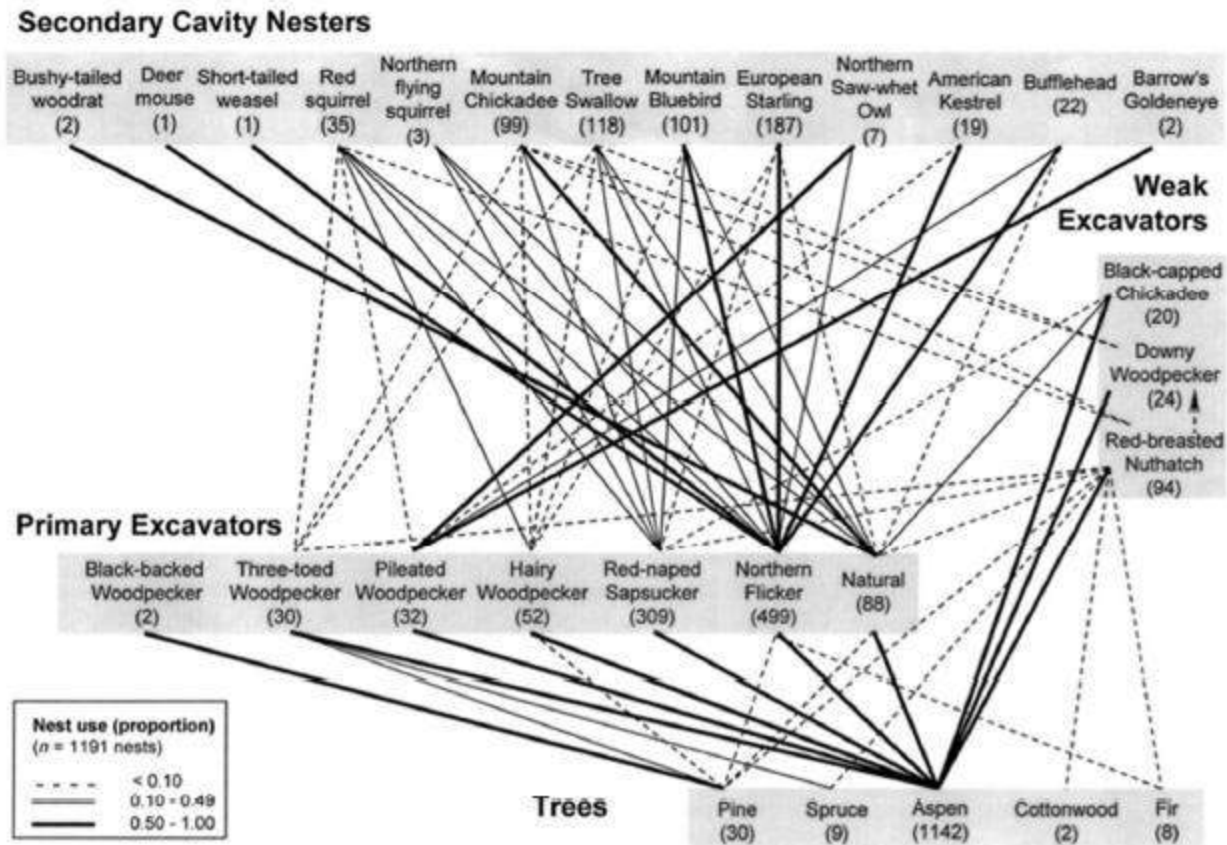 Secondary Cavity Nesters
Bushy-tailed
woodrat
(2)
Deer
mouse
(1)
Short-tailed
weasel
(1)
Red
squirrel
(35)
Northern
flying
squirrel
(3)
Mountain
Chickadee
(99)
Tree
Swallow
(118)
Mountain
Bluebird
(101)
European
Starling
(187)
Northern
Saw-whet
Owl
(7)
American
Kestrel
(19)
Bufflehead
(22)
Barrow's
Goldeneye
(2)
Weak
Excavators
Black-capped
Chickadee
(20)
Downy
Woodpecker
(24)
Red-breasted
Nuthatch
(94)
Primary Excavators
Black-backed
Woodpecker
(2)
Three-toed
Woodpecker
(30)
Pileated
Woodpecker
(32)
Hairy
Woodpecker
(52)
Red-naped
Sapsucker
(309)
Northern
Flicker
(499)
Natural
(88)
Nest use (proportion)
(n = 1191 nests)
< 0.10
0.10 - 0.49
0.50 - 1.00
Trees
Pine
(30)
Spruce
(9)
Aspen
(1142)
Cottonwood
(2)
Fir
(8)